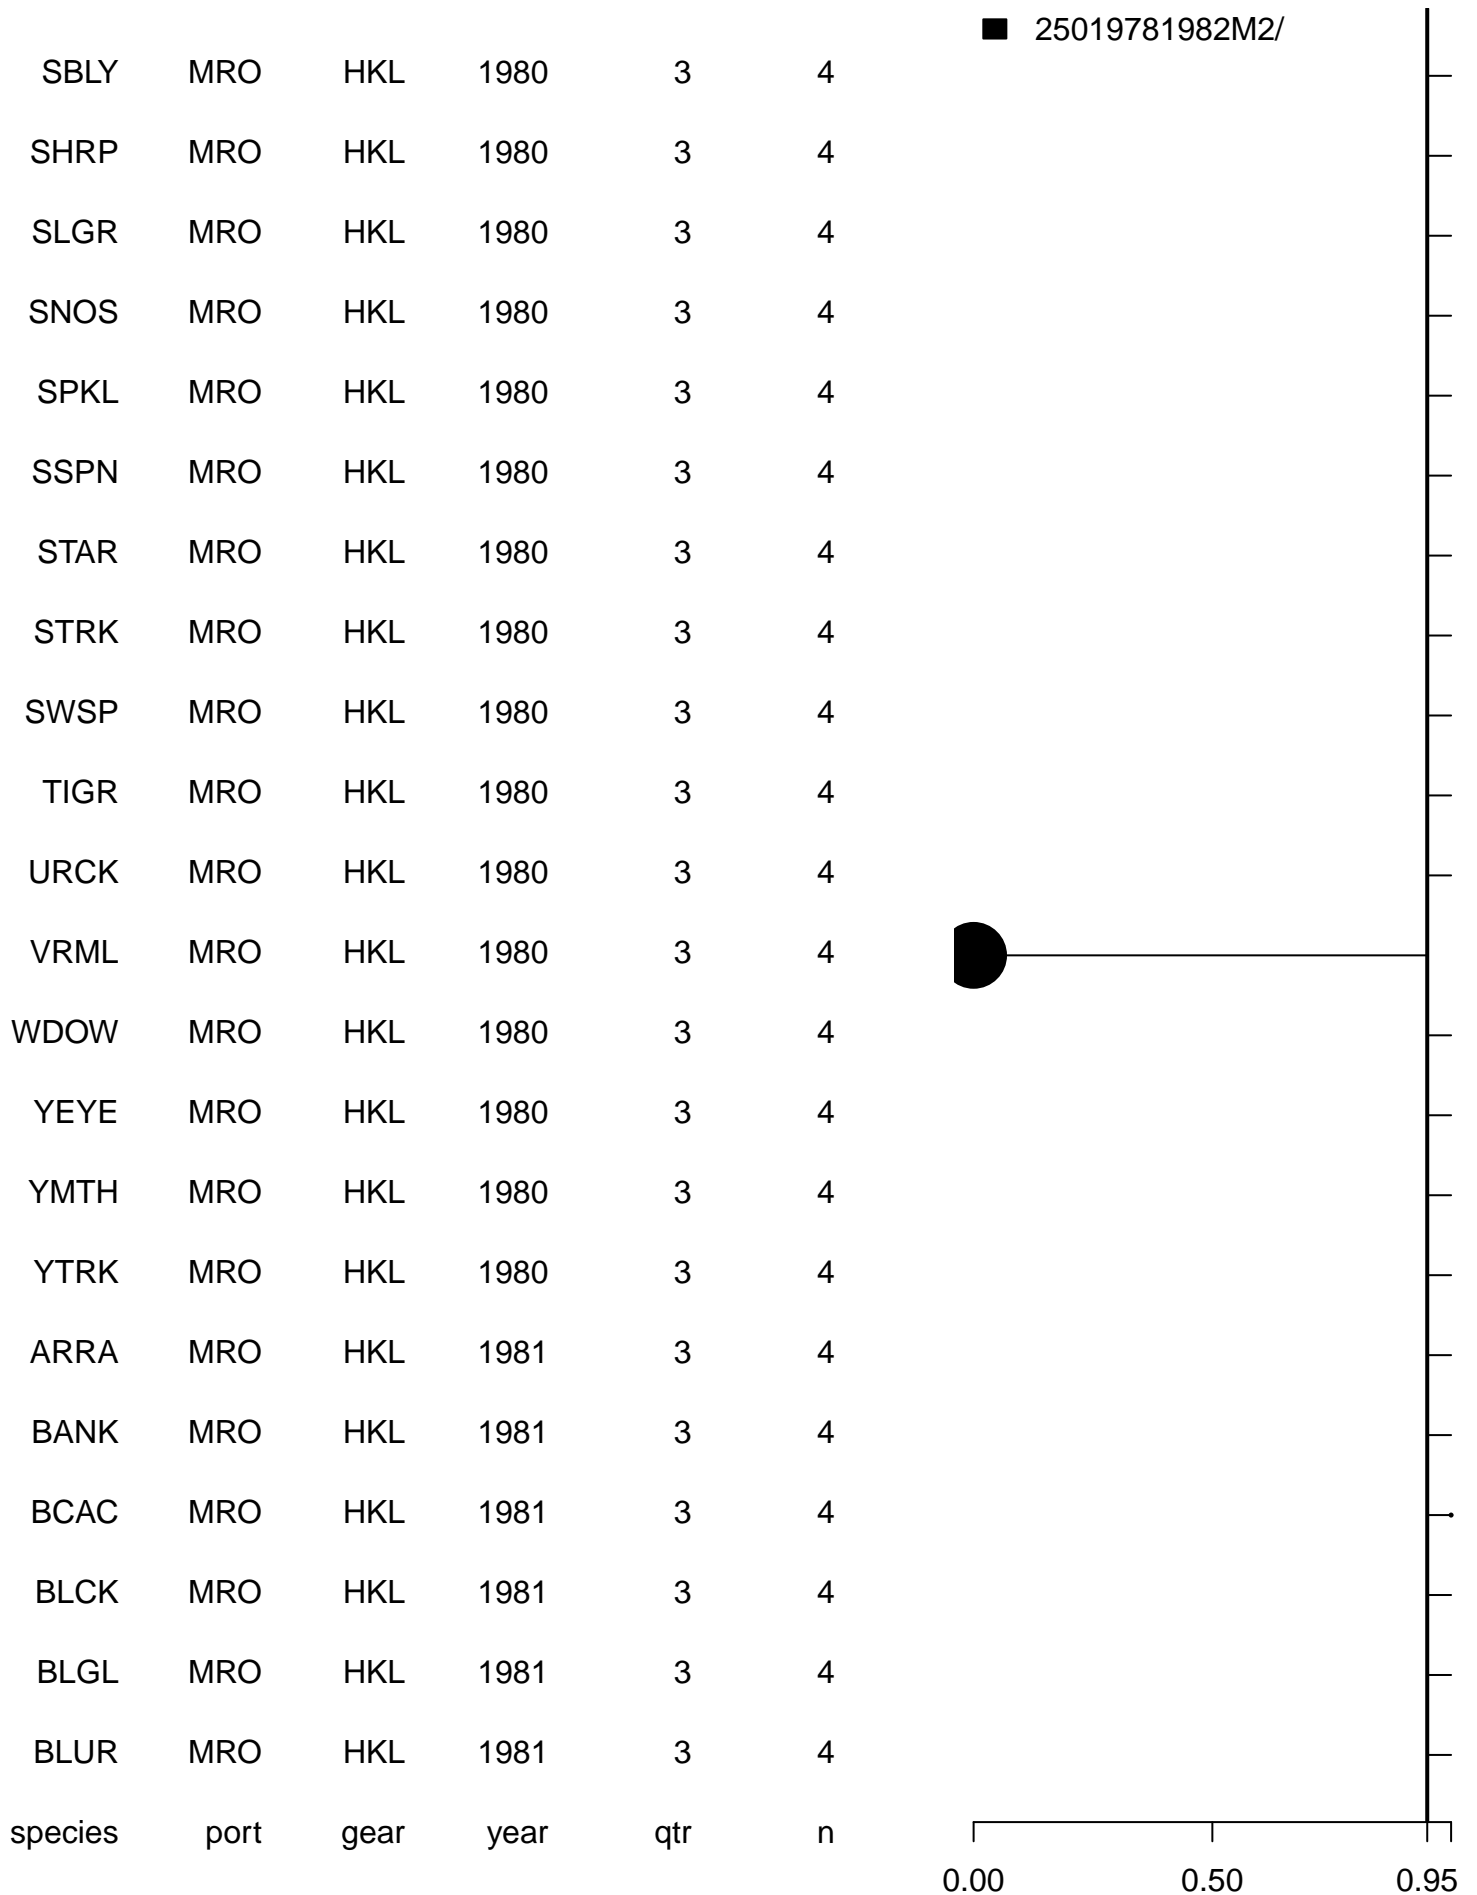 25019781982M2/
SBLY MRO HKL 1980 3 4
SHRP MRO HKL 1980 3 4
SLGR MRO HKL 1980 3 4
SNOS MRO HKL 1980 3 4
SPKL MRO HKL 1980 3 4
SSPN MRO HKL 1980 3 4
STAR MRO HKL 1980 3 4
STRK MRO HKL 1980 3 4
SWSP MRO HKL 1980 3 4
TIGR MRO HKL 1980 3 4
URCK MRO HKL 1980 3 4
VRML MRO HKL 1980 3 4
WDOW MRO HKL 1980 3 4
YEYE MRO HKL 1980 3 4
YMTH MRO HKL 1980 3 4
YTRK MRO HKL 1980 3 4
ARRA MRO HKL 1981 3 4
BANK MRO HKL 1981 3 4
BCAC MRO HKL 1981 3 4
BLCK MRO HKL 1981 3 4
BLGL MRO HKL 1981 3 4
BLUR MRO HKL 1981 3 4
species port gear year qtr n
0.00 0.50 0.95